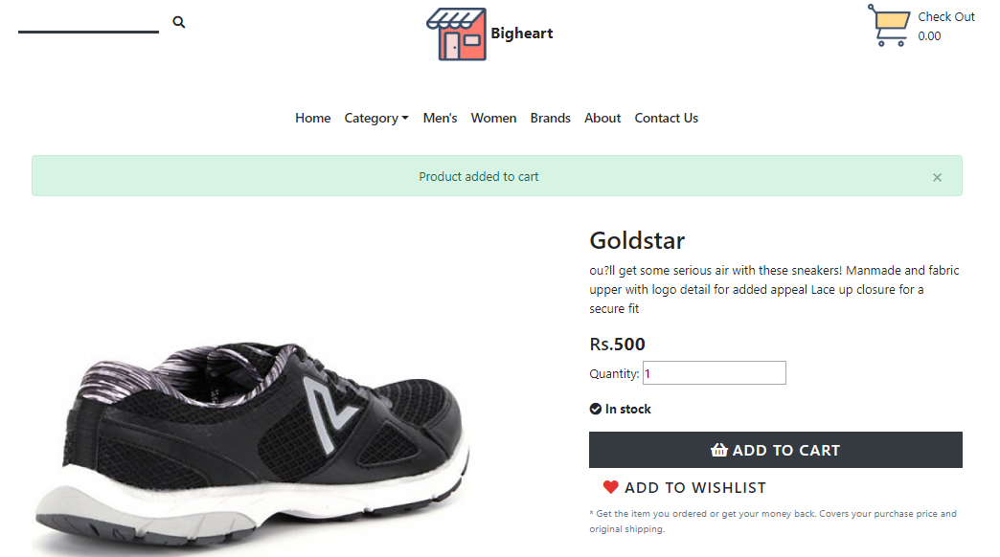 Bigheart
Check Out
0.00
Home Category Men's Women Brands About Contact Us
Product added to cart ×
Goldstar
ou?ll get some serious air with these sneakers! Manmade and fabric
upper with logo detail for added appeal Lace up closure for a
secure fit
Rs.500
Quantity: 1
In stock
ADD TO CART
ADD TO WISHLIST
* Get the item you ordered or get your money back. Covers your purchase price and
original shipping.